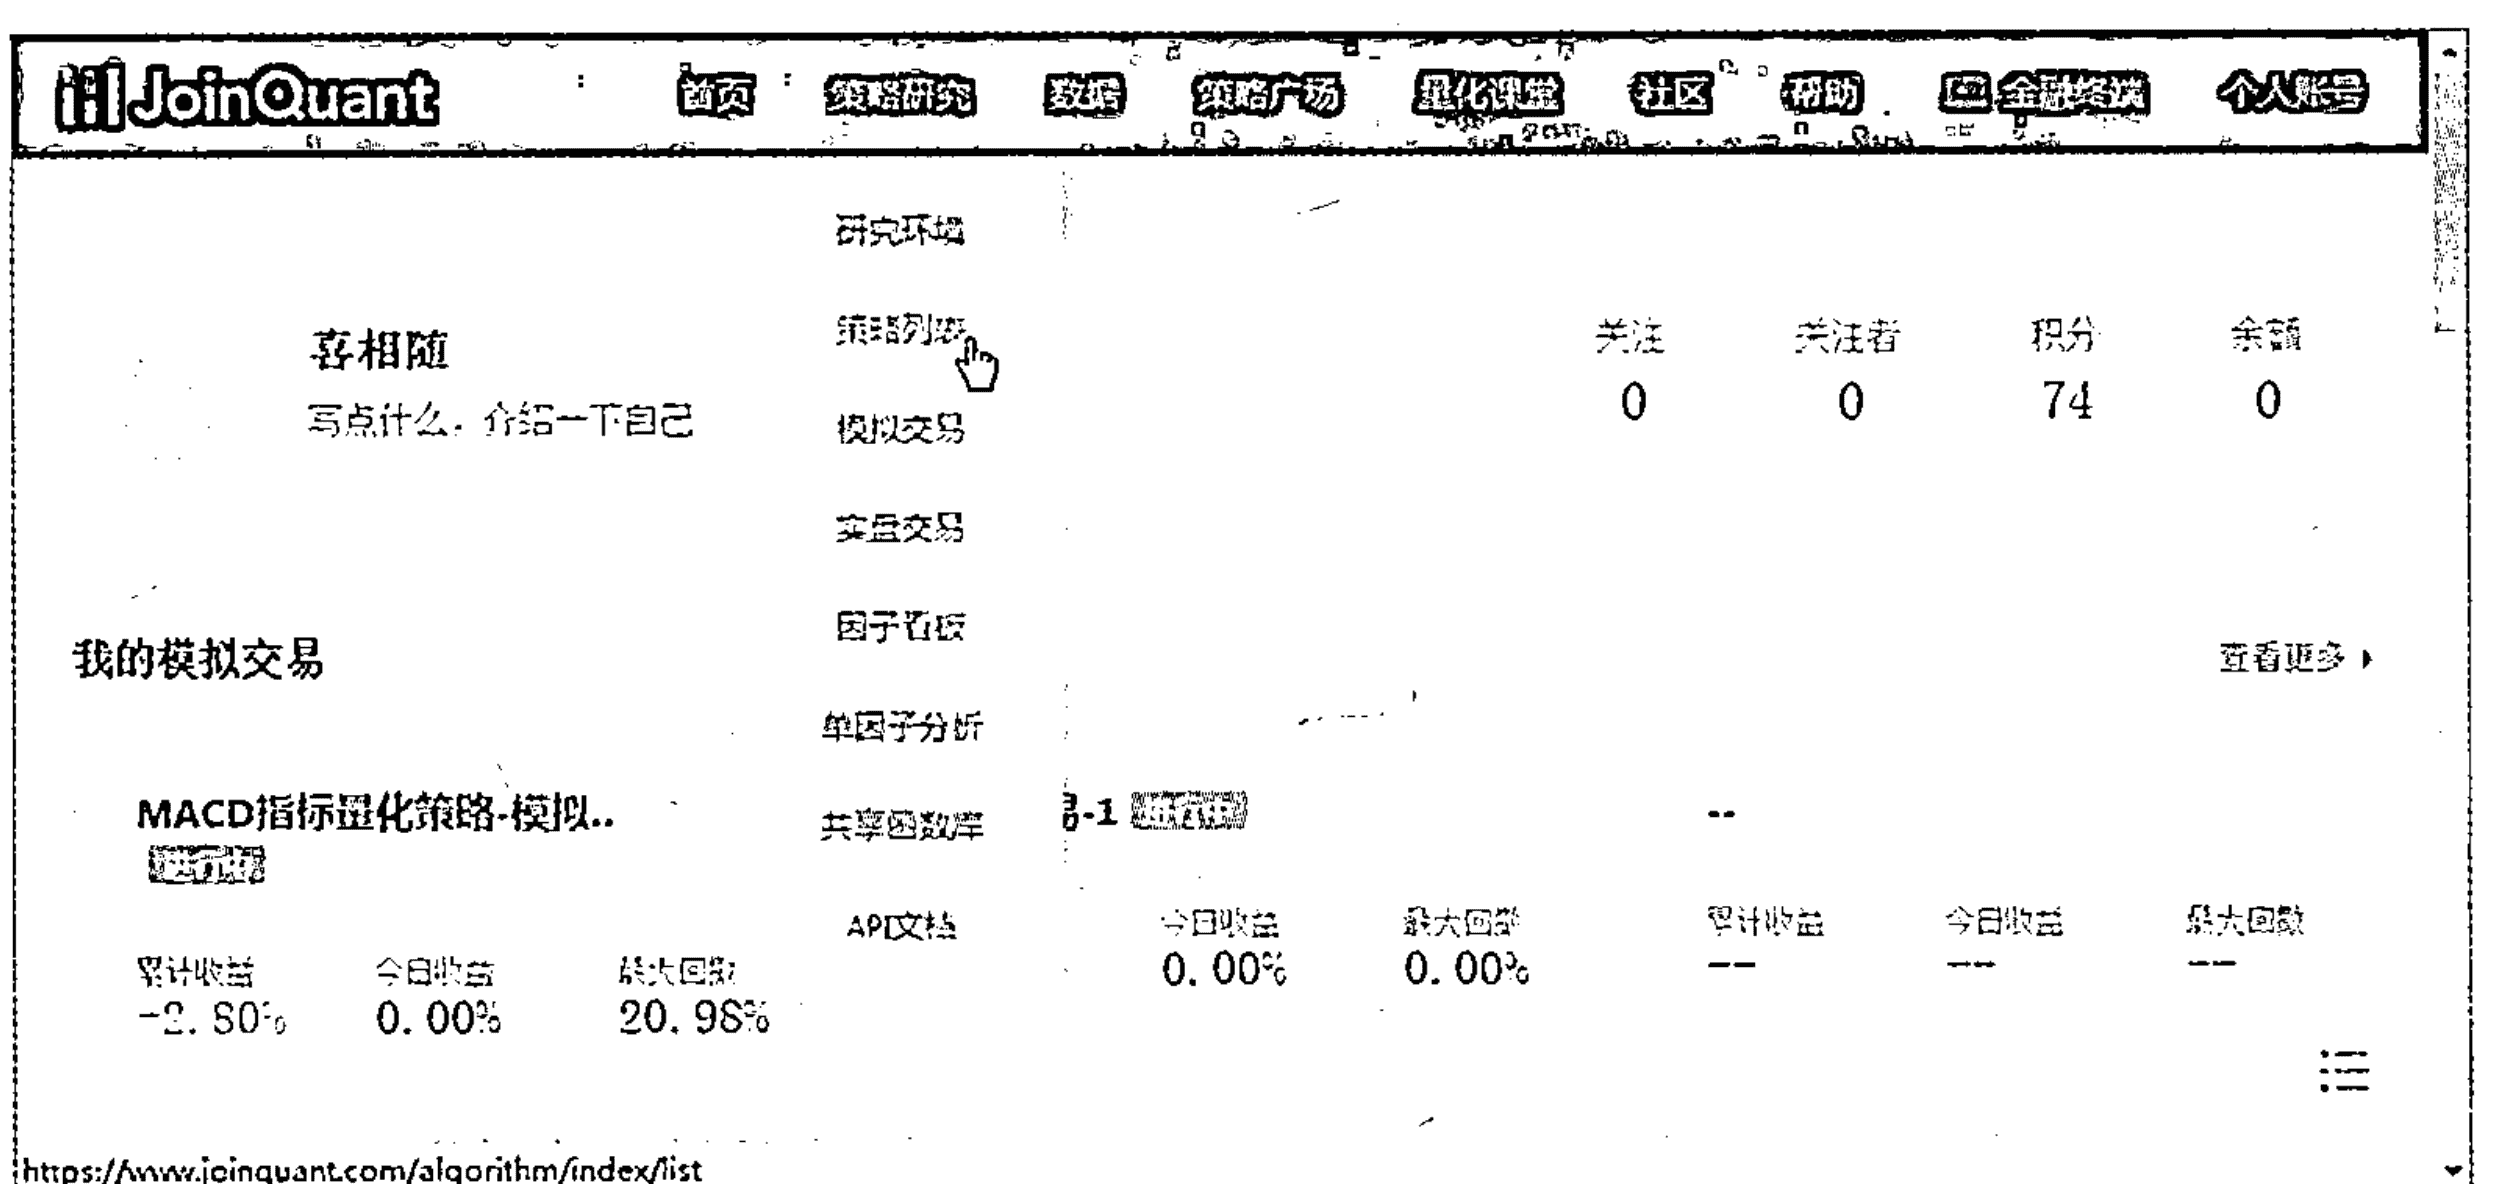 JoinQuant 首页 策略研究 数据 策略广场 量化课堂 社区 帮助 金融终端 个人账号
研究环境
策略列表
喜相随 关注 关注者 积分 余额
写点什么，介绍一下自己 0 0 74 0
模拟交易
实盘交易
因子看板
我的模拟交易 查看更多
单因子分析
MACD指标量化策略-模拟.. 共享函数库 -1 --
API文档 今日收益 最大回撤 累计收益 今日收益 最大回撤
0.00% 0.00% -- -- --
累计收益 今日收益 最大回撤
-2.80% 0.00% 20.98%
https://www.joinquant.com/algorithm/index/list